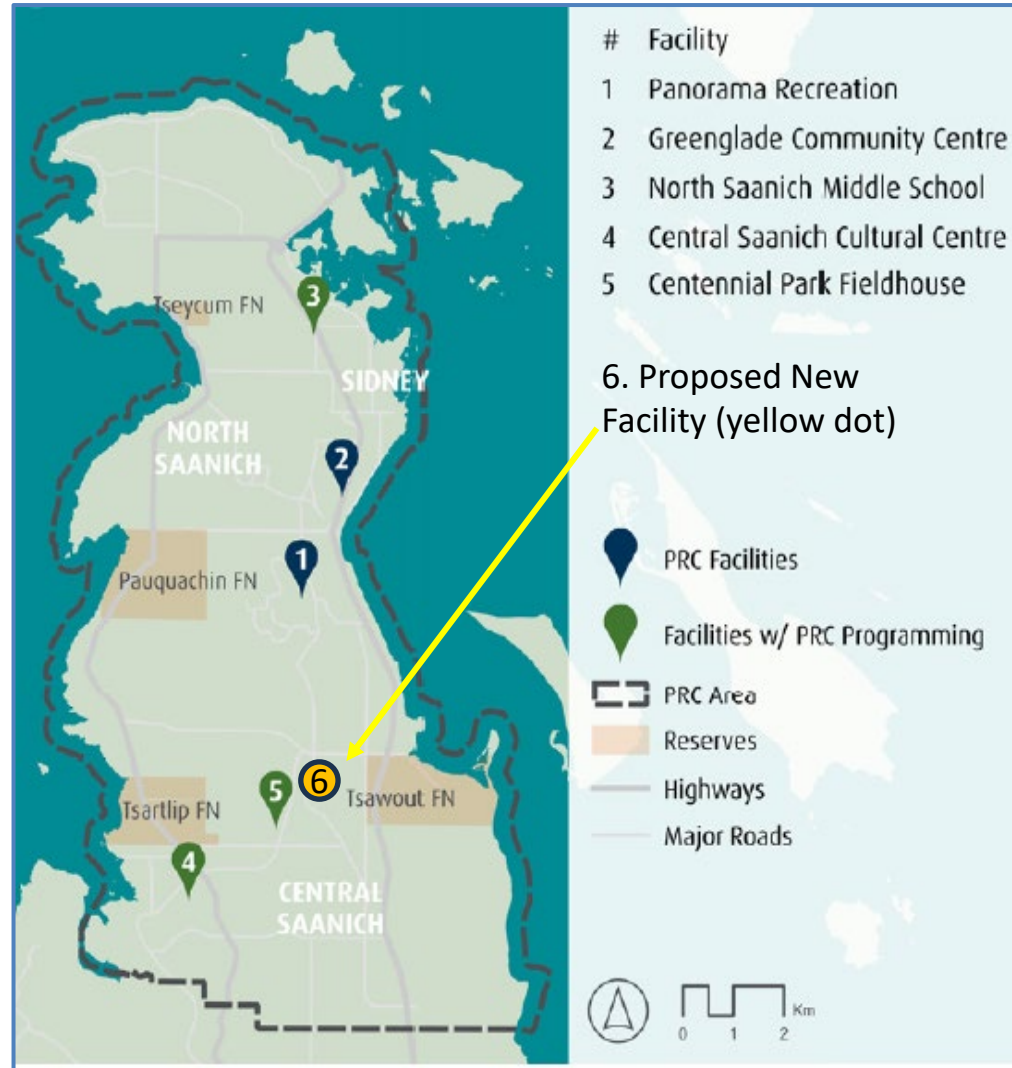 # Facility
1 Panorama Recreation
2 Greenglade Community Centre
3 North Saanich Middle School
4 Central Saanich Cultural Centre
5 Centennial Park Fieldhouse
6. Proposed New
Facility (yellow dot)
PRC Facilities
Facilities w/ PRC Programming
PRC Area
Reserves
Highways
Major Roads
Km
0 1 2
Tseycum FN
3
SIDNEY
NORTH
SAANICH
2
1
Pauquachin FN
6
5
Tsawout FN
Tsartlip FN
4
CENTRAL
SAANICH